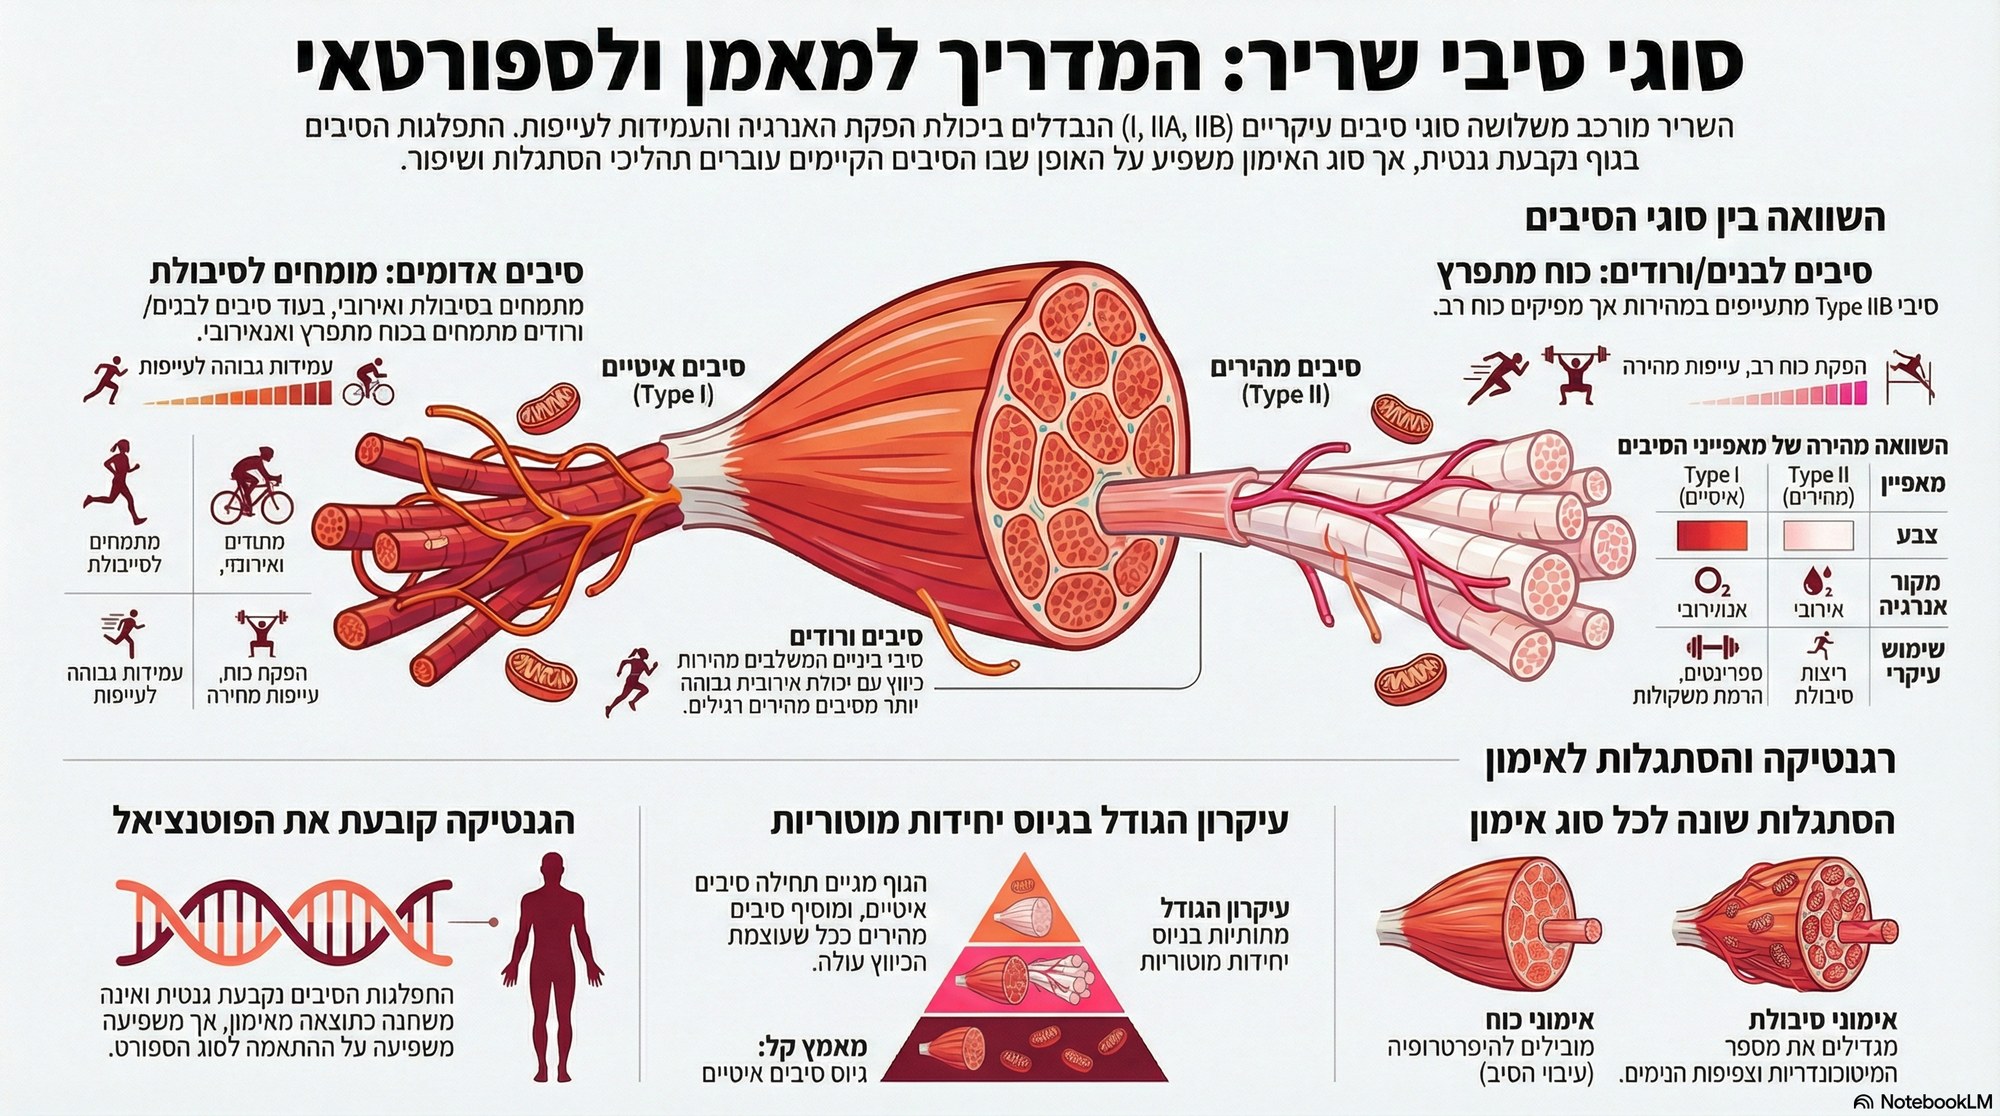 סוגי סיבי שריר: המדריך למאמן ולספורטאי
השריר מורכב משלושה סוגי סיבים עיקריים (I, IIA, IIB) הנבדלים ביכולת הפקת האנרגיה והעמידות לעייפות. התפלגות הסיבים
בגוף נקבעת גנטית, אך סוג האימון משפיע על האופן שבו הסיבים הקיימים עוברים תהליכי הסתגלות ושיפור.
השוואה בין סוגי הסיבים
סיבים לבנים/ורודים: כוח מתפרץ
סיבי Type IIB מתעייפים במהירות אך מפיקים כוח רב.
הפקת כוח רב, עייפות מהירה
סיבים מהירים
(Type II)
השוואה מהירה של מאפייני הסיבים
מאפיין
Type II
(מהירים)
Type I
(איסיים)
צבע
מקור
אנרגיה
אירובי
O₂
אנוירובי
שימוש
עיקרי
ריצות
סיבולת
ספרינטים,
הרמת משקולות
סיבים אדומים: מומחים לסיבולת
מתמחים בסיבולת ואירובי, בעוד סיבים לבנים/
ורודים מתמחים בכוח מתפרץ ואנאירובי.
עמידות גבוהה לעייפות
סיבים איטיים
(Type I)
מתמחים
לסייבולת
הפקת כוח,
עייפות מחירה
עמידות גבוהה
לעייפות
סיבים ורודים
סיבי ביניים המשלבים מהירות
כיווץ עם יכולת אירובית גבוהה
יותר מסיבים מהירים רגילים.
רגנטיקה והסתגלות לאימון
הסתגלות שונה לכל סוג אימון
אימוני סיבולת
מגדילים את מספר
המיטוכונדריות וצפיפות הנימים.
אימוני כוח
מובילים להיפרטרופיה
(עיבוי הסיב)
עיקרון הגודל בגיוס יחידות מוטוריות
עיקרון הגודל
מתותיות בניוס
יחידות מוטוריות
הגוף מגיים תחילה סיבים
איטיים, ומוסיף סיבים
מהירים ככל שעוצמת
הכיווץ עולה.
מאמץ קל:
גיוס סיבים איטיים
הגנטיקה קובעת את הפוטנציאל
התפלגות הסיבים נקבעת גנטית ואינה
משחנה כתוצאה מאימון, אך משפיעה
משפיעה על ההתאמה לסוג הספורט.
NotebookLM